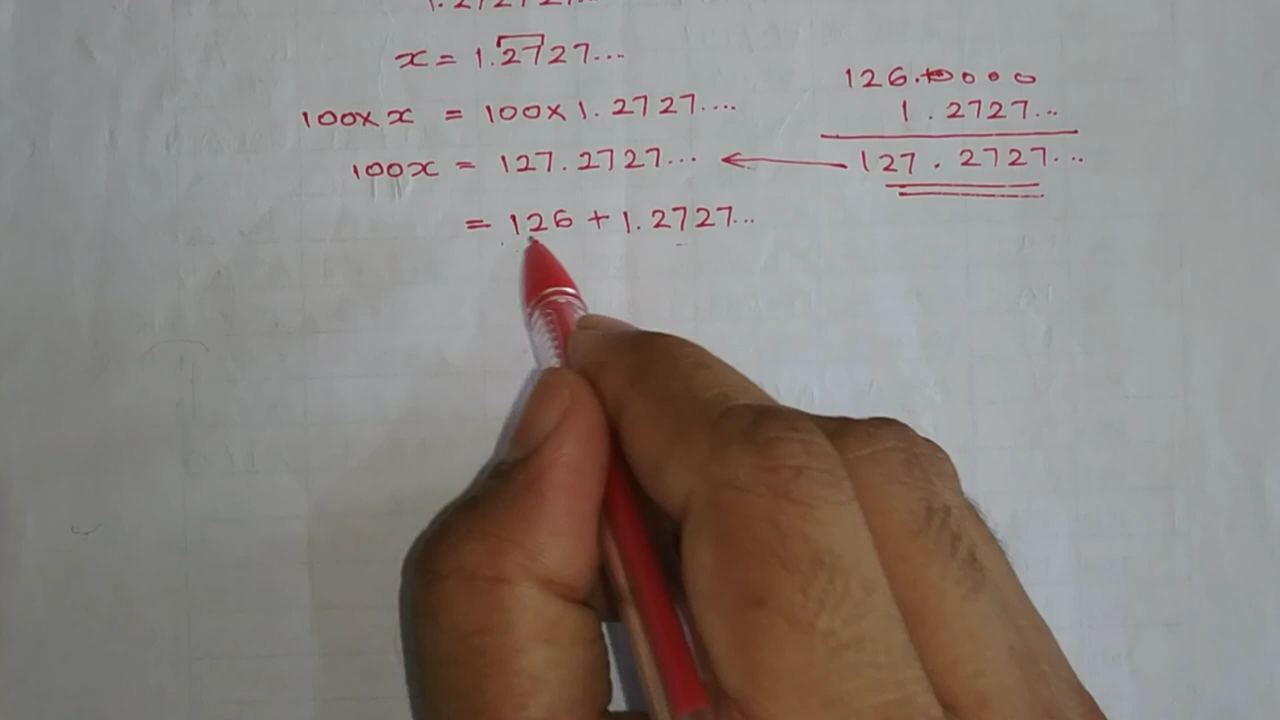 x = 1.2727...
100 x x = 100 x 1.2727....
100x = 127.2727...
= 126 + 1.2727...
126.0000
1.2727...
127.2727...